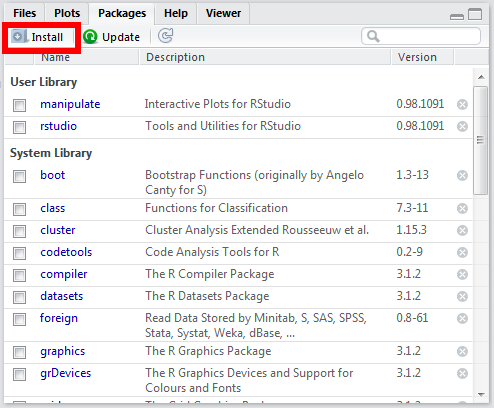 Files Plots Packages Help Viewer
Install Update
Name Description Version
User Library
manipulate Interactive Plots for RStudio 0.98.1091
rstudio Tools and Utilities for RStudio 0.98.1091
System Library
boot Bootstrap Functions (originally by Angelo 1.3-13
Canty for S)
class Functions for Classification 7.3-11
cluster Cluster Analysis Extended Rousseeuw et al. 1.15.3
codetools Code Analysis Tools for R 0.2-9
compiler The R Compiler Package 3.1.2
datasets The R Datasets Package 3.1.2
foreign Read Data Stored by Minitab, S, SAS, SPSS, 0.8-61
Stata, Systat, Weka, dBase, ...
graphics The R Graphics Package 3.1.2
grDevices The R Graphics Devices and Support for 3.1.2
Colours and Fonts